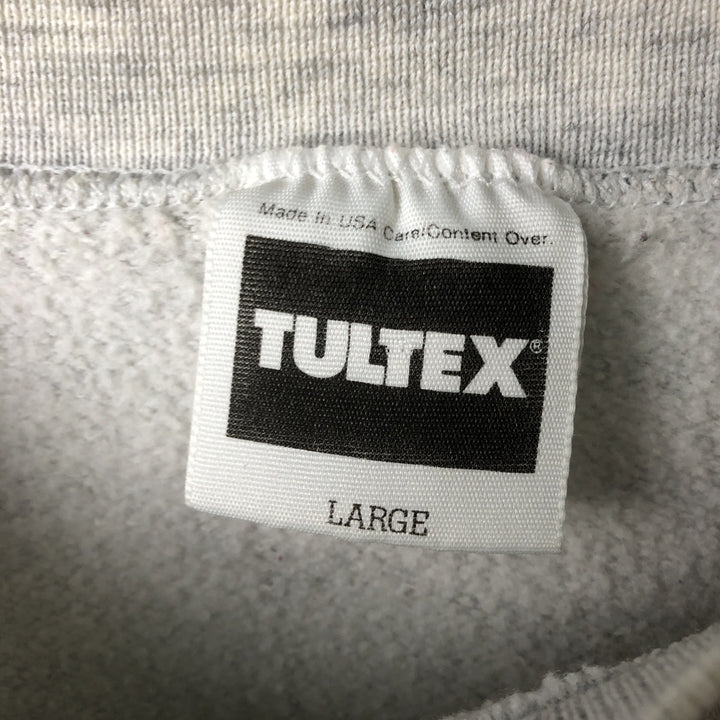 Made in USA Care/Content Over.
TULTEX®
LARGE